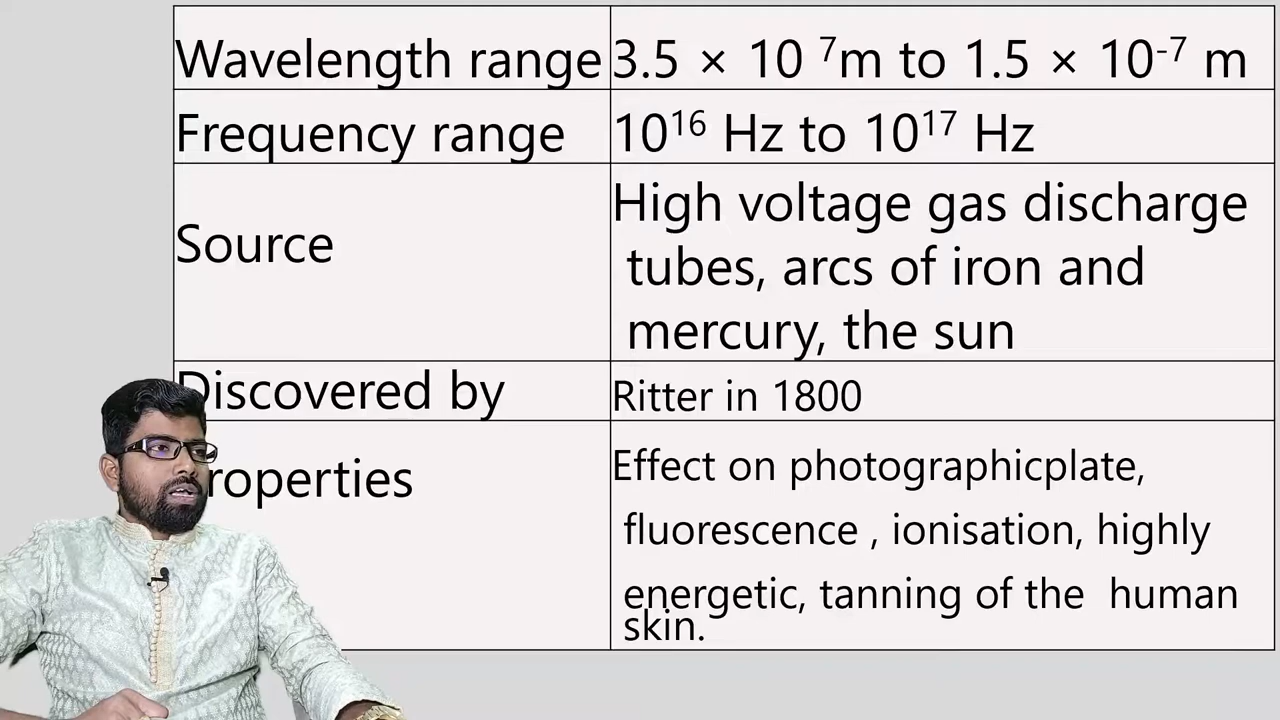 Wavelength range 3.5 × 10 ⁷m to 1.5 × 10⁻⁷ m
Frequency range 10¹⁶ Hz to 10¹⁷ Hz
Source High voltage gas discharge
tubes, arcs of iron and
mercury, the sun
Discovered by Ritter in 1800
Properties Effect on photographicplate,
fluorescence , ionisation, highly
energetic, tanning of the human
skin.